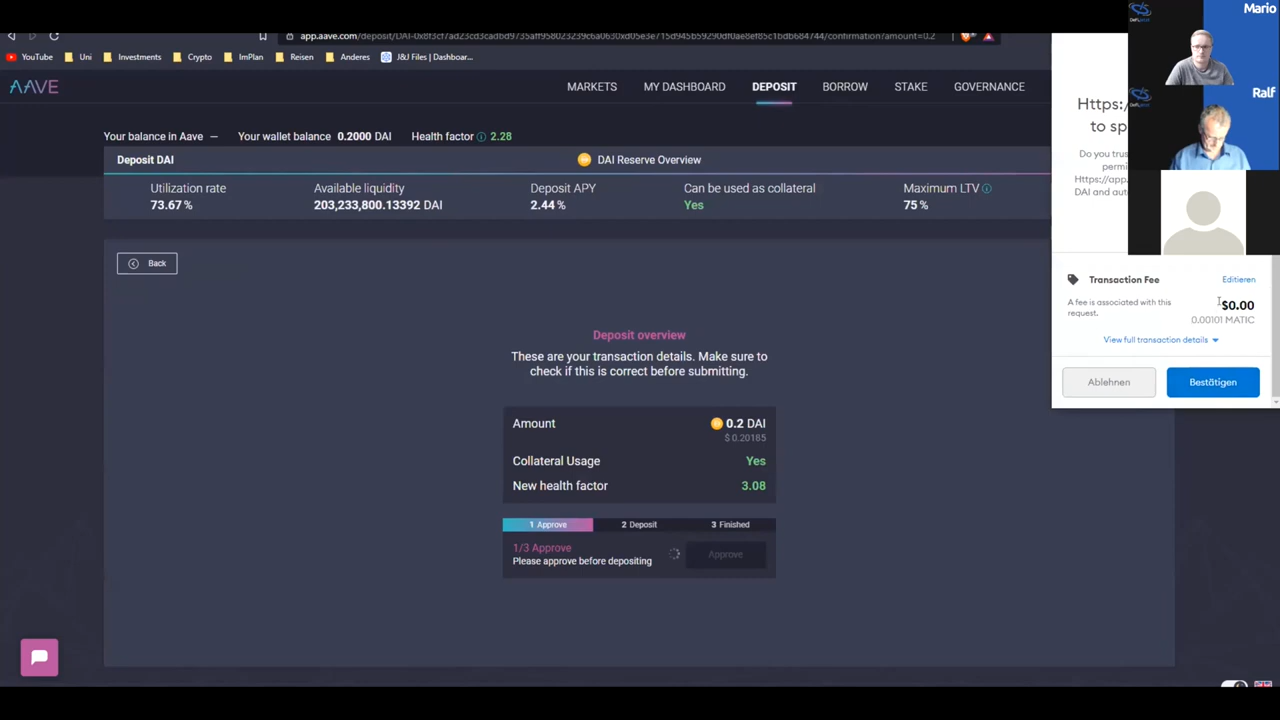 Mario
app.aave.com/deposit/DAI-0x8f3cf7ad23cd3cadbd9735aff958023239c6a0630xd05e3e715d945b59290df0ae8ef85c1bdb684744/confirmation?amount=0.2
YouTube Uni Investments Crypto ImPlan Reisen Anderes J&J Files | Dashboar...
AAVE MARKETS MY DASHBOARD DEPOSIT BORROW STAKE GOVERNANCE
Ralf
Https:/
to sp
Do you trus
permi
Https://app.
DAI and aut
Your balance in Aave — Your wallet balance 0.2000 DAI Health factor 2.28
Deposit DAI DAI Reserve Overview
Utilization rate Available liquidity Deposit APY Can be used as collateral Maximum LTV
73.67 % 203,233,800.13392 DAI 2.44 % Yes 75 %
Back
Transaction Fee Editieren
A fee is associated with this
request.
$0.00
0.00101 MATIC
View full transaction details
Ablehnen Bestätigen
Deposit overview
These are your transaction details. Make sure to
check if this is correct before submitting.
Amount 0.2 DAI
$ 0.20185
Collateral Usage Yes
New health factor 3.08
1 Approve 2 Deposit 3 Finished
1/3 Approve
Please approve before depositing
Approve